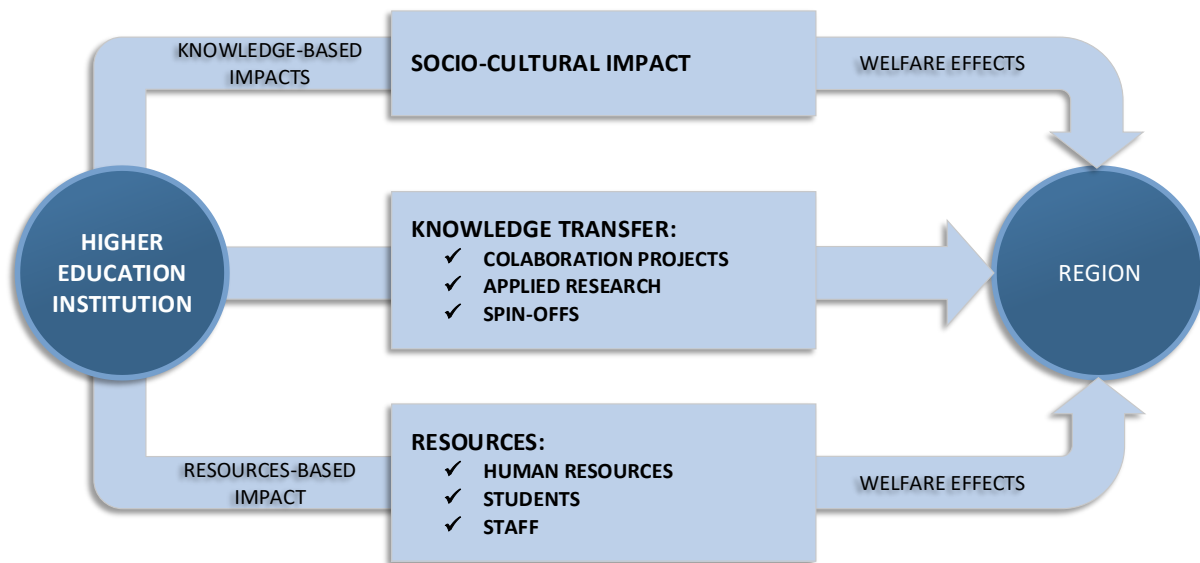 KNOWLEDGE-BASED
IMPACTS
SOCIO-CULTURAL IMPACT
WELFARE EFFECTS
HIGHER
EDUCATION
INSTITUTION
KNOWLEDGE TRANSFER:
✓ COLABORATION PROJECTS
✓ APPLIED RESEARCH
✓ SPIN-OFFS
REGION
RESOURCES-BASED
IMPACT
RESOURCES:
✓ HUMAN RESOURCES
✓ STUDENTS
✓ STAFF
WELFARE EFFECTS